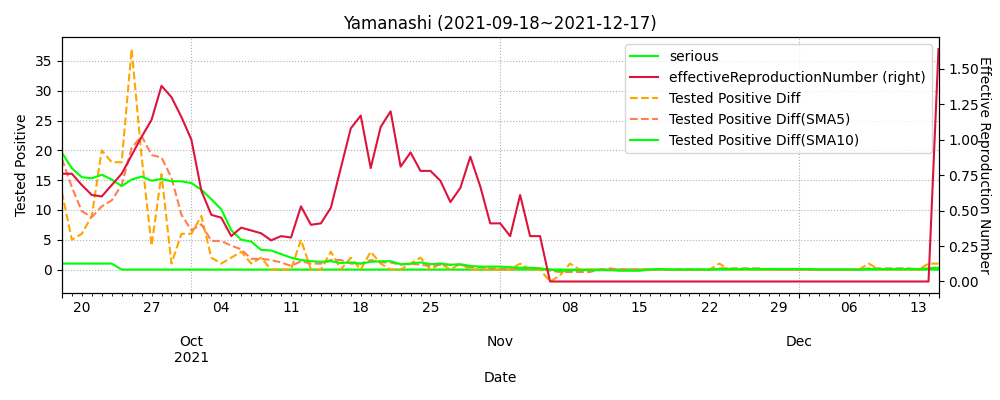 Yamanashi (2021-09-18~2021-12-17)
serious
effectiveReproductionNumber (right)
Tested Positive Diff
Tested Positive Diff(SMA5)
Tested Positive Diff(SMA10)
Tested Positive
35
30
25
20
15
10
5
0
Effective Reproduction Number
1.50
1.25
1.00
0.75
0.50
0.25
0.00
20 27 04 11 18 25 08 15 22 29 06 13
Oct Nov Dec
2021
Date